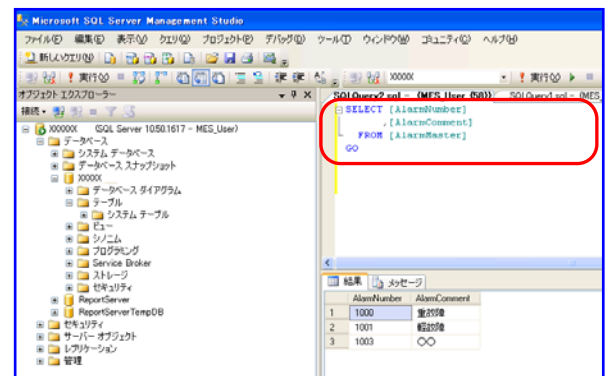 Microsoft SQL Server Management Studio
ファイル(F) 編集(E) 表示(V) クエリ(Q) プロジェクト(P) デバッグ(D) ツール(T) ウィンドウ(W) コミュニティ(C) ヘルプ(H)
新しいクエリ(N)
実行(X) XXXXX 実行(X)
オブジェクト エクスプローラー
SQLQuery2.sql - (MES_User (58)) SQLQuery1.sql - (MES_
接続
XXXXXX (SQL Server 10.50.1617 - MES_User)
データベース
システム データベース
データベース スナップショット
XXXXX
データベース ダイアグラム
テーブル
システム テーブル
ビュー
シノニム
プログラミング
Service Broker
ストレージ
セキュリティ
ReportServer
ReportServerTempDB
セキュリティ
サーバー オブジェクト
レプリケーション
管理
SELECT [AlarmNumber]
,[AlarmComment]
FROM [AlarmMaster]
GO
結果 メッセージ
AlarmNumber AlarmComment
1 1000 重故障
2 1001 軽故障
3 1003 〇〇